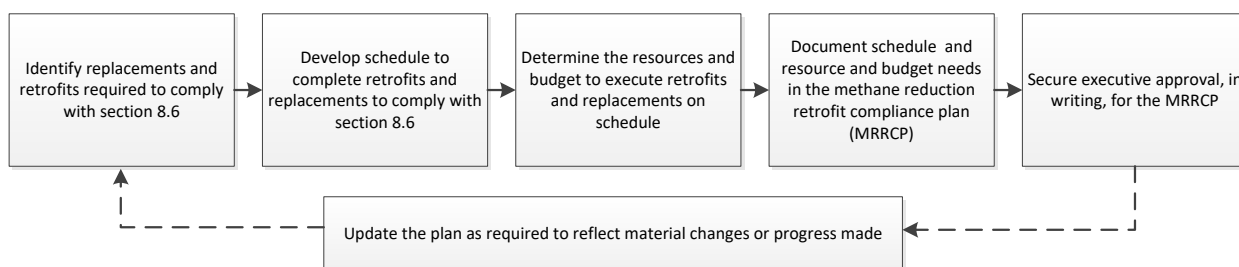 Identify replacements and
retrofits required to comply
with section 8.6
Develop schedule to
complete retrofits and
replacements to comply with
section 8.6
Determine the resources and
budget to execute retrofits
and replacements on
schedule
Document schedule and
resource and budget needs
in the methane reduction
retrofit compliance plan
(MRRCP)
Secure executive approval, in
writing, for the MRRCP
Update the plan as required to reflect material changes or progress made